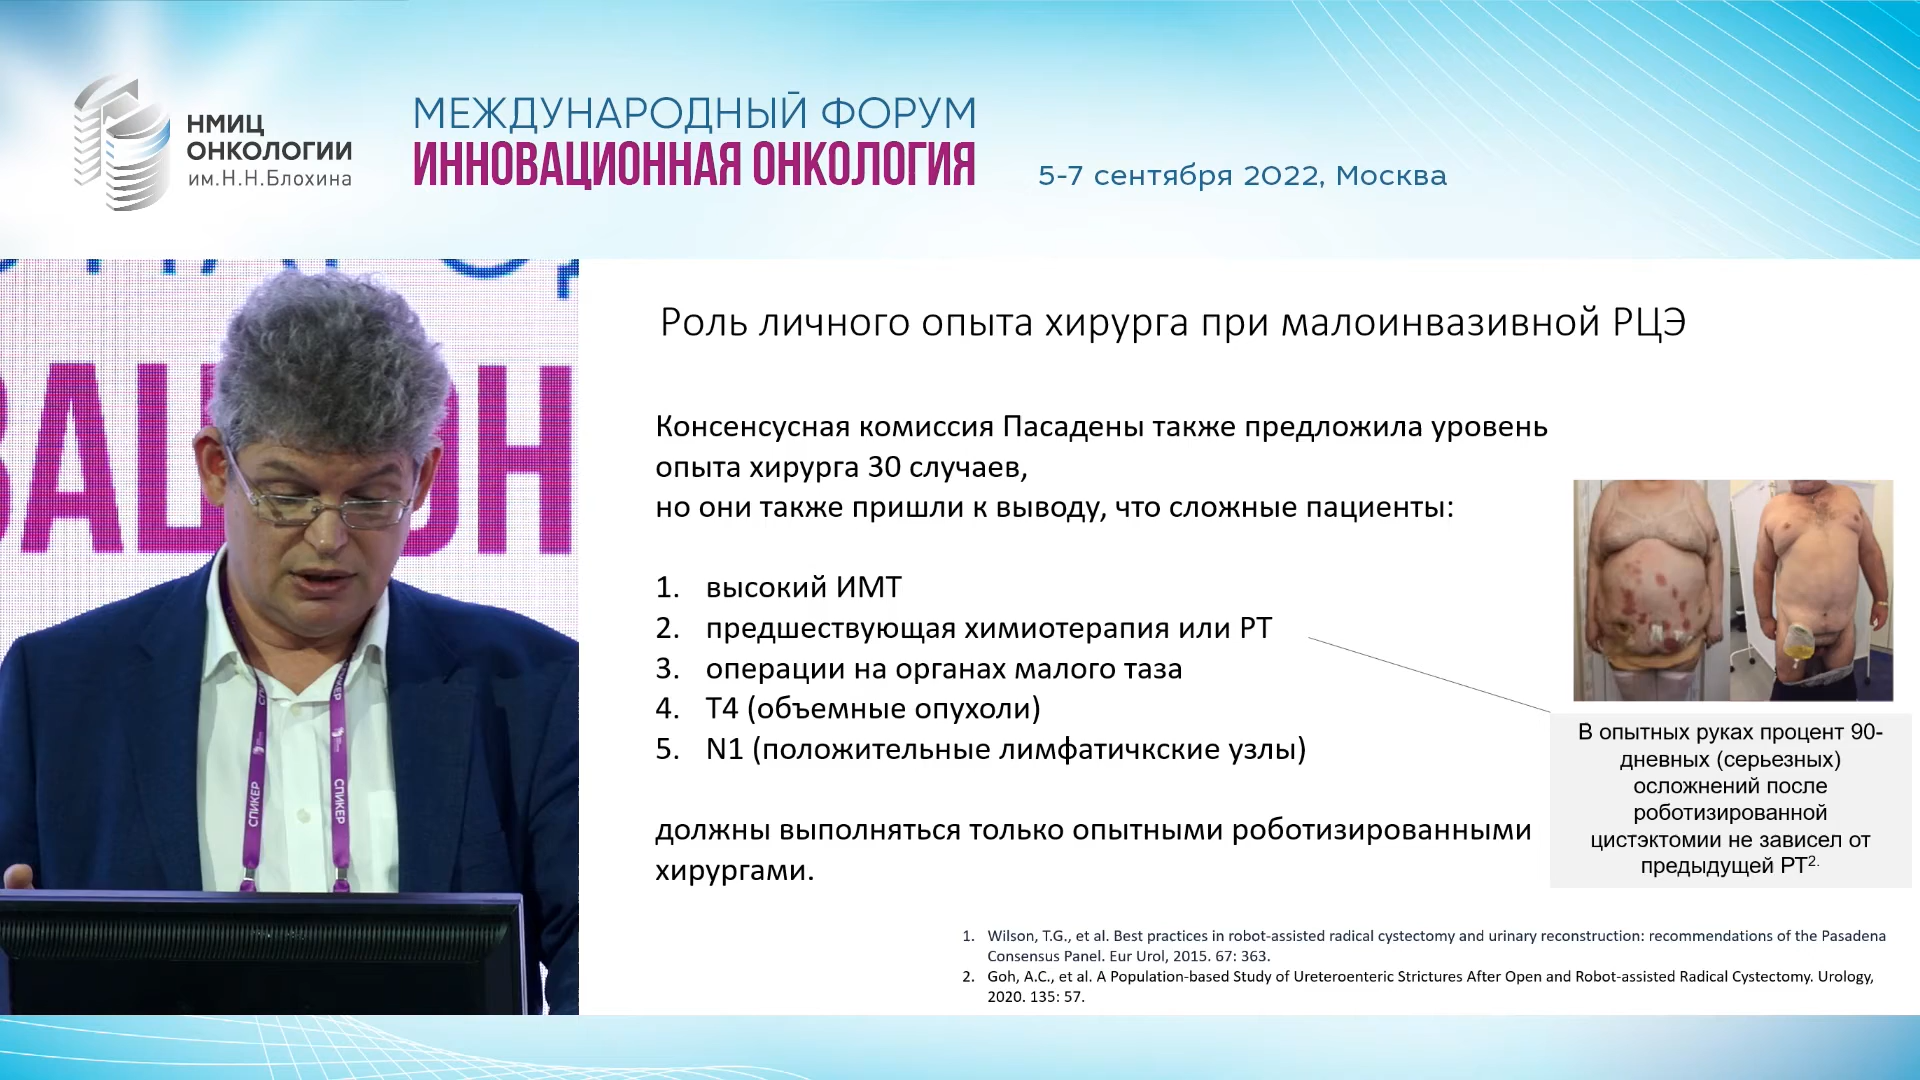 НМИЦ
ОНКОЛОГИИ
им.Н.Н.Блохина
МЕЖДУНАРОДНЫЙ ФОРУМ
ИННОВАЦИОННАЯ ОНКОЛОГИЯ
5-7 сентября 2022, Москва
Роль личного опыта хирурга при малоинвазивной РЦЭ
Консенсусная комиссия Пасадены также предложила уровень
опыта хирурга 30 случаев,
но они также пришли к выводу, что сложные пациенты:
1. высокий ИМТ
2. предшествующая химиотерапия или РТ
3. операции на органах малого таза
4. Т4 (объемные опухоли)
5. N1 (положительные лимфатичкские узлы)
должны выполняться только опытными роботизированными
хирургами.
В опытных руках процент 90-
дневных (серьезных)
осложнений после
роботизированной
цистэктомии не зависел от
предыдущей РТ2.
1. Wilson, T.G., et al. Best practices in robot-assisted radical cystectomy and urinary reconstruction: recommendations of the Pasadena
Consensus Panel. Eur Urol, 2015. 67: 363.
2. Goh, A.C., et al. A Population-based Study of Ureteroenteric Strictures After Open and Robot-assisted Radical Cystectomy. Urology,
2020. 135: 57.
СПИКЕР
СПИКЕР